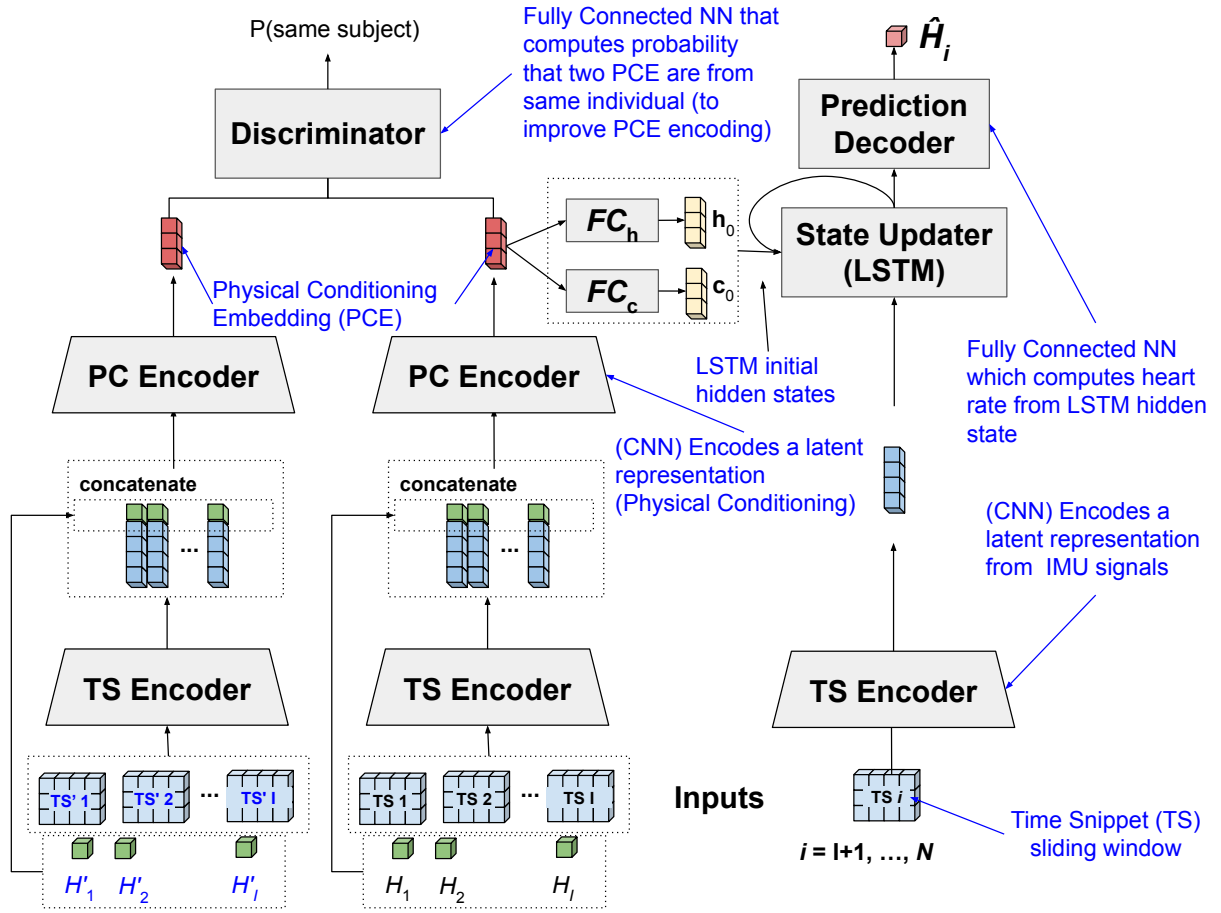 P(same subject)
Fully Connected NN that
computes probability
that two PCE are from
same individual (to
improve PCE encoding)
Ĥi
Discriminator
Prediction
Decoder
FCh
h0
FCc
c0
State Updater
(LSTM)
Physical Conditioning
Embedding (PCE)
LSTM initial
hidden states
Fully Connected NN
which computes heart
rate from LSTM hidden
state
PC Encoder
PC Encoder
(CNN) Encodes a latent
representation
(Physical Conditioning)
concatenate
...
concatenate
...
(CNN) Encodes a
latent representation
from IMU signals
TS Encoder
TS Encoder
TS Encoder
TS' 1
TS' 2
...
TS' I
TS 1
TS 2
...
TS I
Inputs
TS i
Time Snippet (TS)
sliding window
i = I+1, ..., N
H'1
H'2
H'I
H1
H2
HI